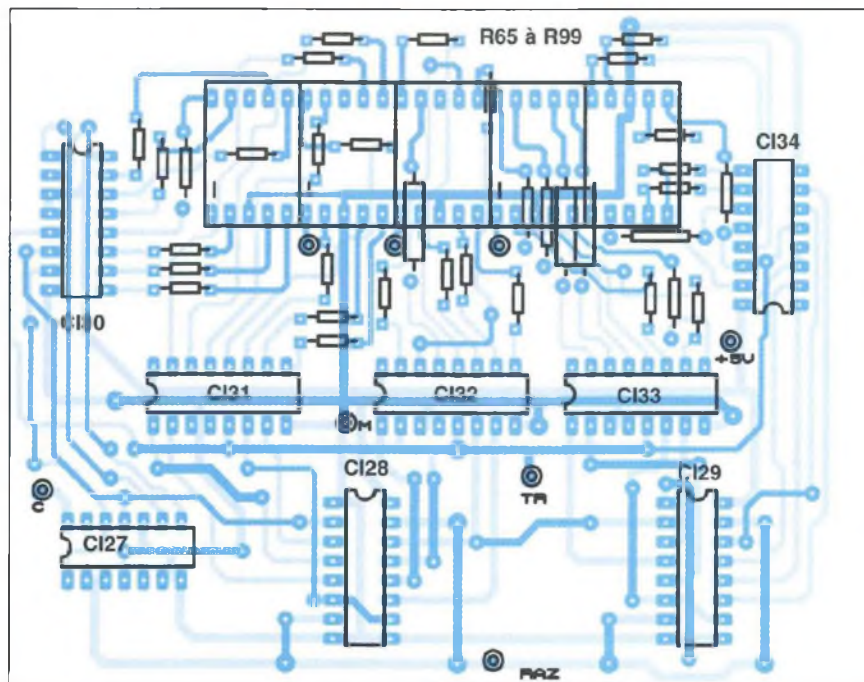 R65 à R99
CI34
CI30
+5V
CI31
CI32
CI33
M
CI28
CI29
C
TR
CI27
RAZ